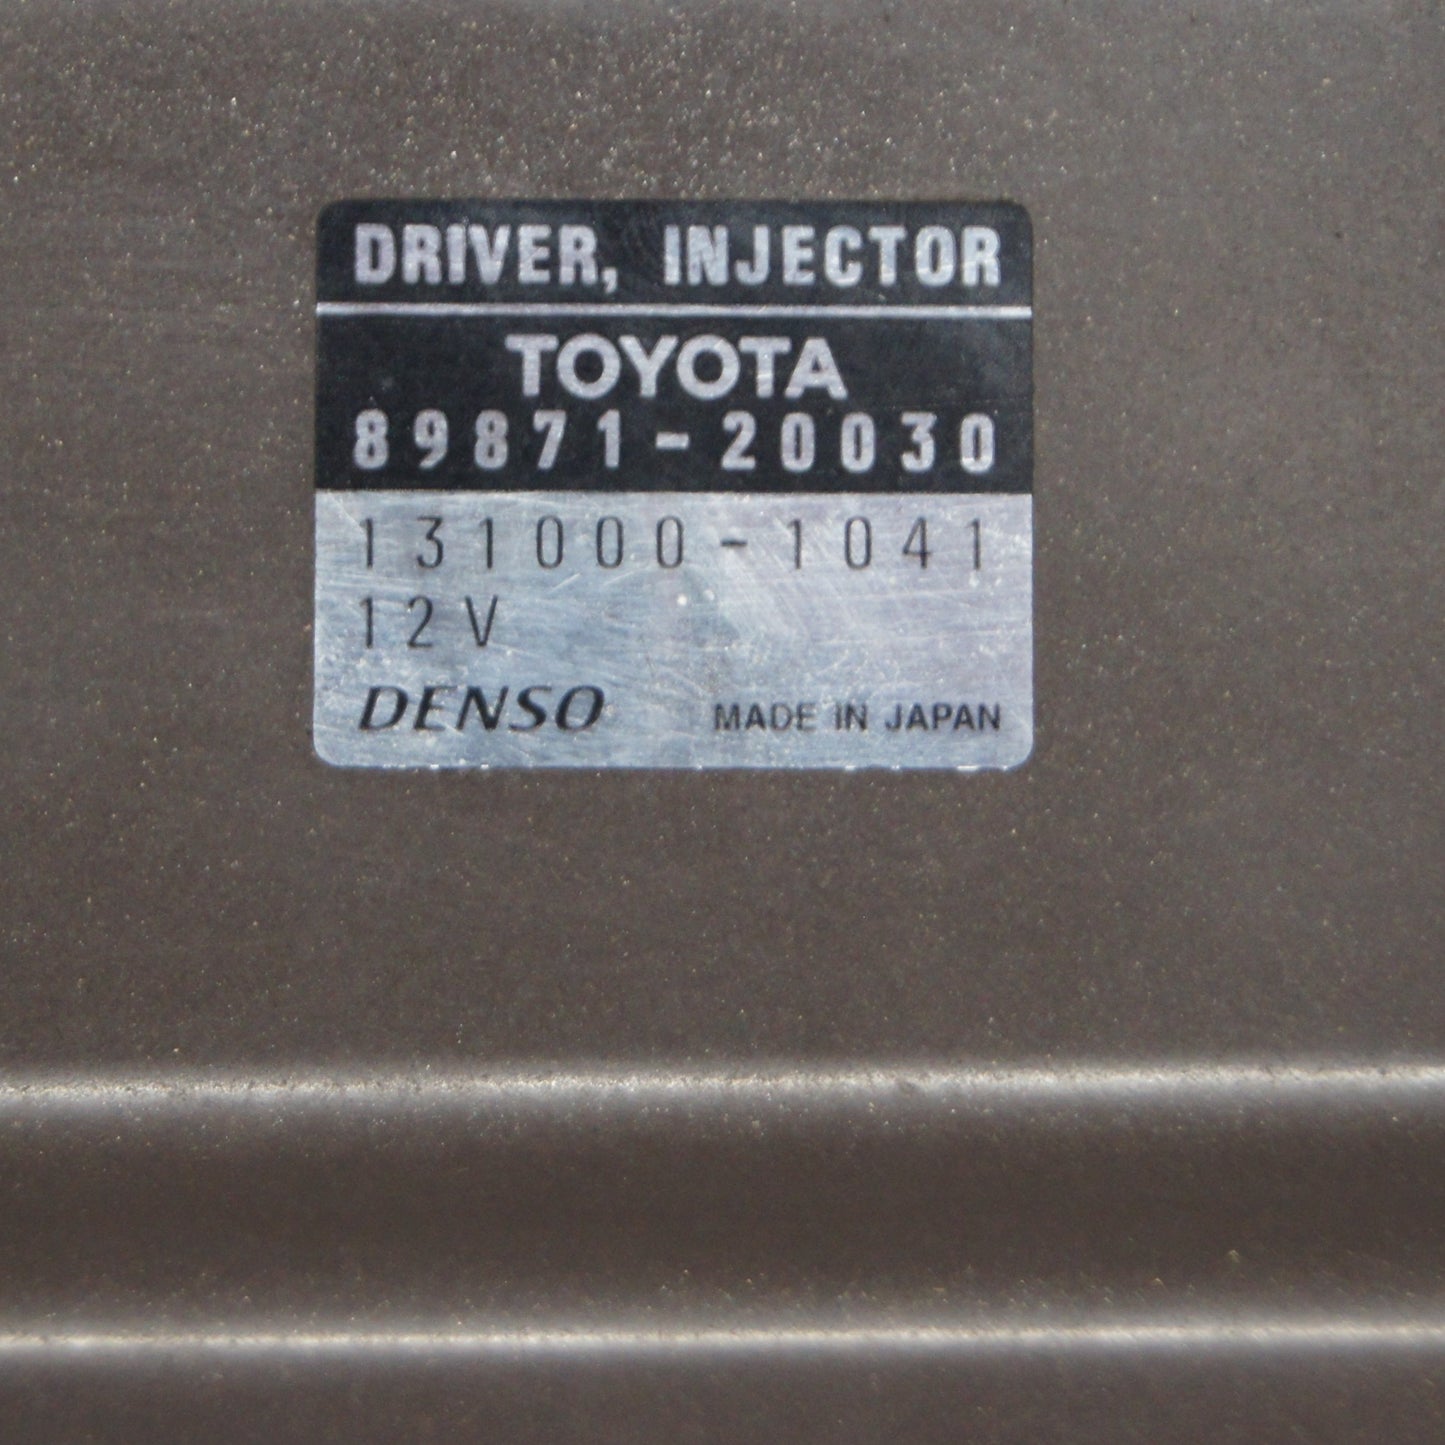 DRIVER, INJECTOR
TOYOTA
89871-20030
131000-1041
12V
DENSO MADE IN JAPAN